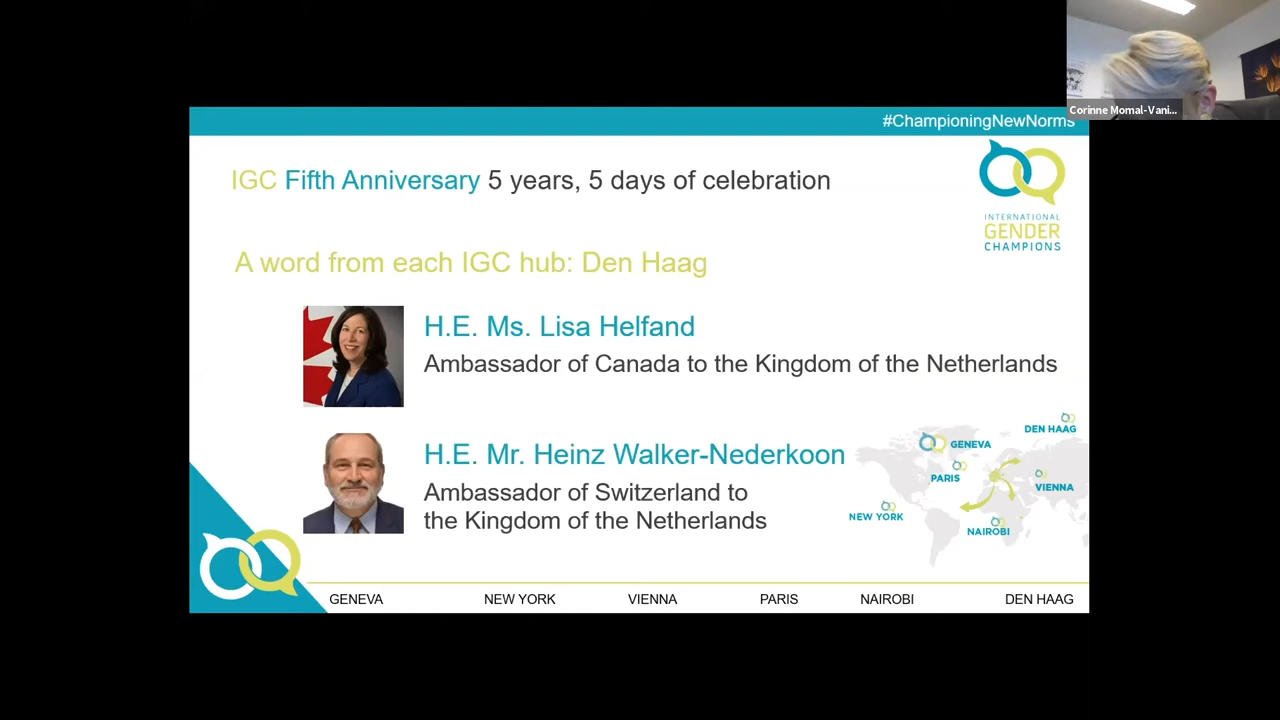 Corinne Momal-Vani...
#ChampioningNewNorms
IGC Fifth Anniversary 5 years, 5 days of celebration
INTERNATIONAL
GENDER
CHAMPIONS
A word from each IGC hub: Den Haag
H.E. Ms. Lisa Helfand
Ambassador of Canada to the Kingdom of the Netherlands
H.E. Mr. Heinz Walker-Nederkoon
Ambassador of Switzerland to
the Kingdom of the Netherlands
DEN HAAG
GENEVA
PARIS
VIENNA
NEW YORK
NAIROBI
GENEVA NEW YORK VIENNA PARIS NAIROBI DEN HAAG